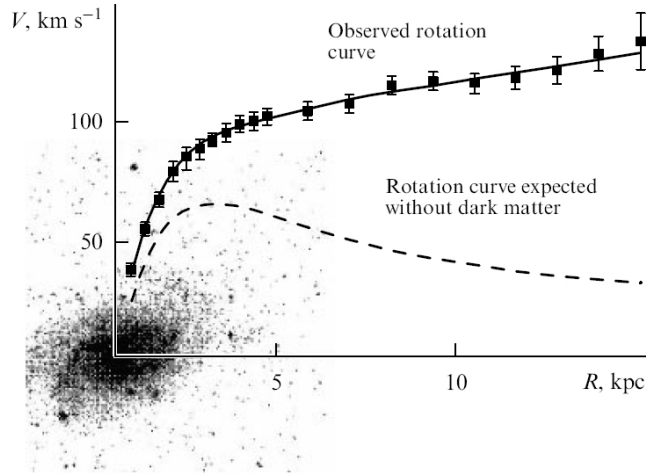 V, km s⁻¹
Observed rotation
curve
100
Rotation curve expected
without dark matter
50
5
10
R, kpc